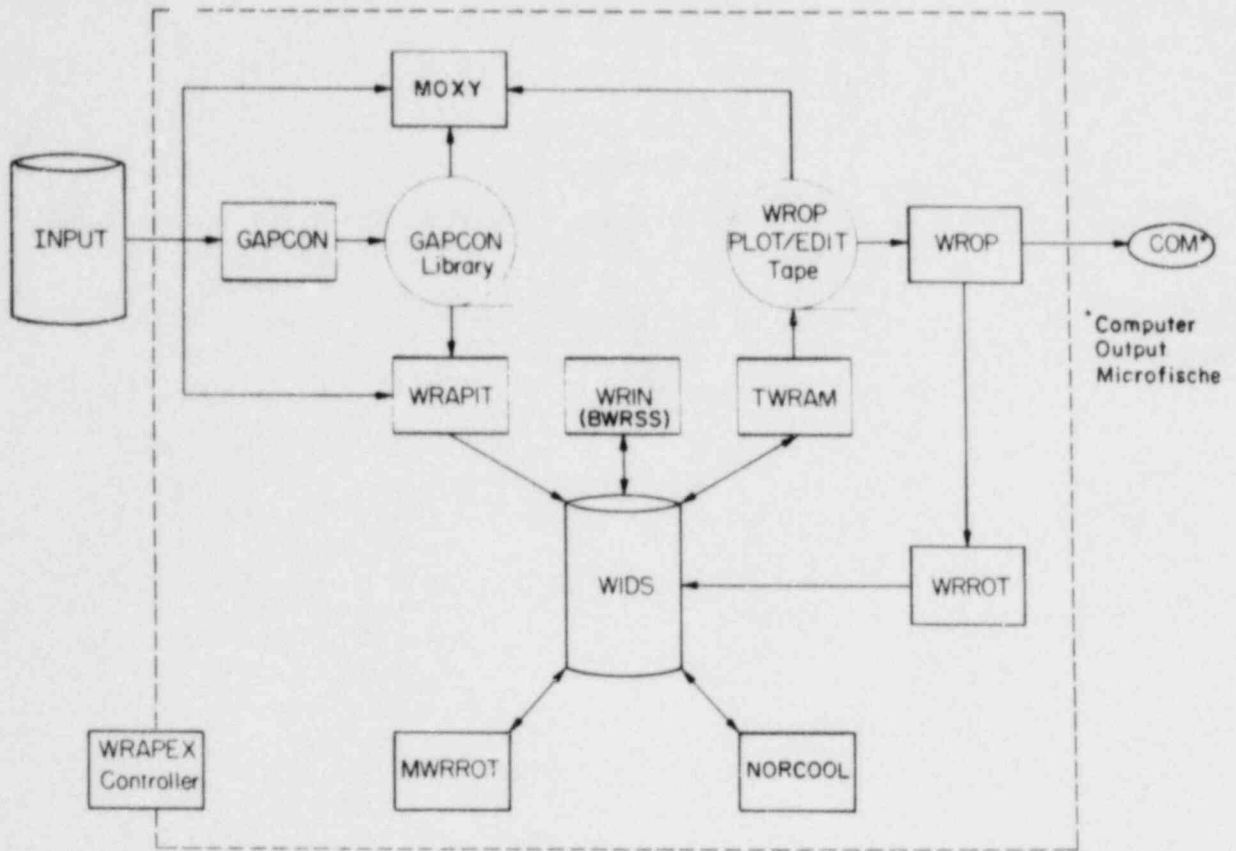 MOXY
INPUT
GAPCON
GAPCON
Library
WROP
PLOT/EDIT
Tape
WROP
COM*
*Computer
Output
Microfische
WRAPIT
WRIN
(BWRSS)
TWRAM
WIDS
WRROT
WRAPEX
Controller
MWRROT
NORCOOL